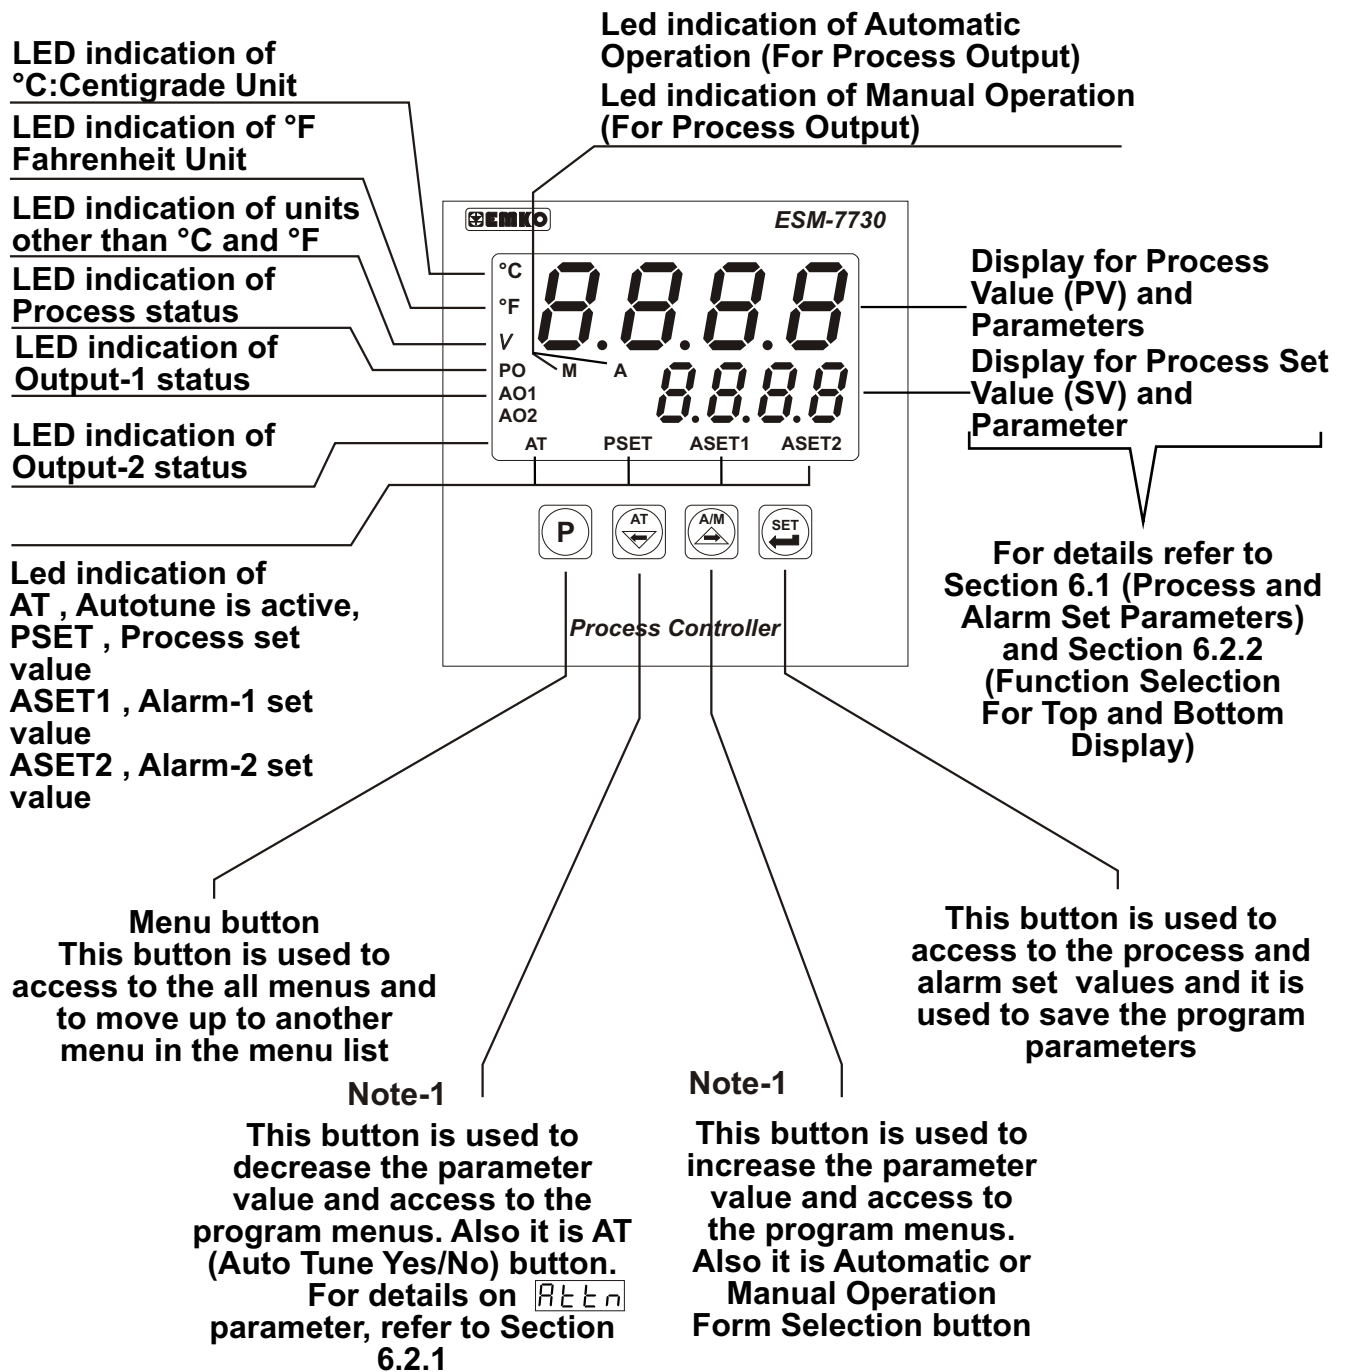 Led indication of Automatic
Operation (For Process Output)
Led indication of Manual Operation
(For Process Output)
LED indication of
°C:Centigrade Unit
LED indication of °F
Fahrenheit Unit
LED indication of units
other than °C and °F
LED indication of
Process status
LED indication of
Output-1 status
LED indication of
Output-2 status
Led indication of
AT , Autotune is active,
PSET , Process set
value
ASET1 , Alarm-1 set
value
ASET2 , Alarm-2 set
value
EMKO
ESM-7730
°C
8.8.8.8
°F
V
PO
M
A
8.8.8.8
AO1
AO2
AT
PSET
ASET1
ASET2
P
AT
A/M
SET
Process Controller
Display for Process
Value (PV) and
Parameters
Display for Process Set
Value (SV) and
Parameter
For details refer to
Section 6.1 (Process and
Alarm Set Parameters)
and Section 6.2.2
(Function Selection
For Top and Bottom
Display)
Menu button
This button is used to
access to the all menus and
to move up to another
menu in the menu list
Note-1
This button is used to
decrease the parameter
value and access to the
program menus. Also it is AT
(Auto Tune Yes/No) button.
For details on Attn
parameter, refer to Section
6.2.1
Note-1
This button is used to
increase the parameter
value and access to
the program menus.
Also it is Automatic or
Manual Operation
Form Selection button
This button is used to
access to the process and
alarm set values and it is
used to save the program
parameters